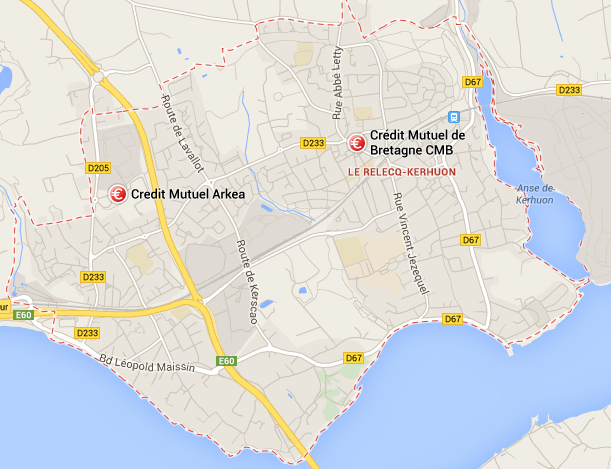 Rue Abbé Letty
D67
D233
Route de Lavallot
D233
Crédit Mutuel de
Bretagne CMB
D205
LE RELECQ-KERHUON
Anse de
Kerhuon
Credit Mutuel Arkea
Rue Vincent Jezequel
D67
D233
Route de Kerscao
ur
E60
D233
D67
D67
Bd Léopold Maissin
E60